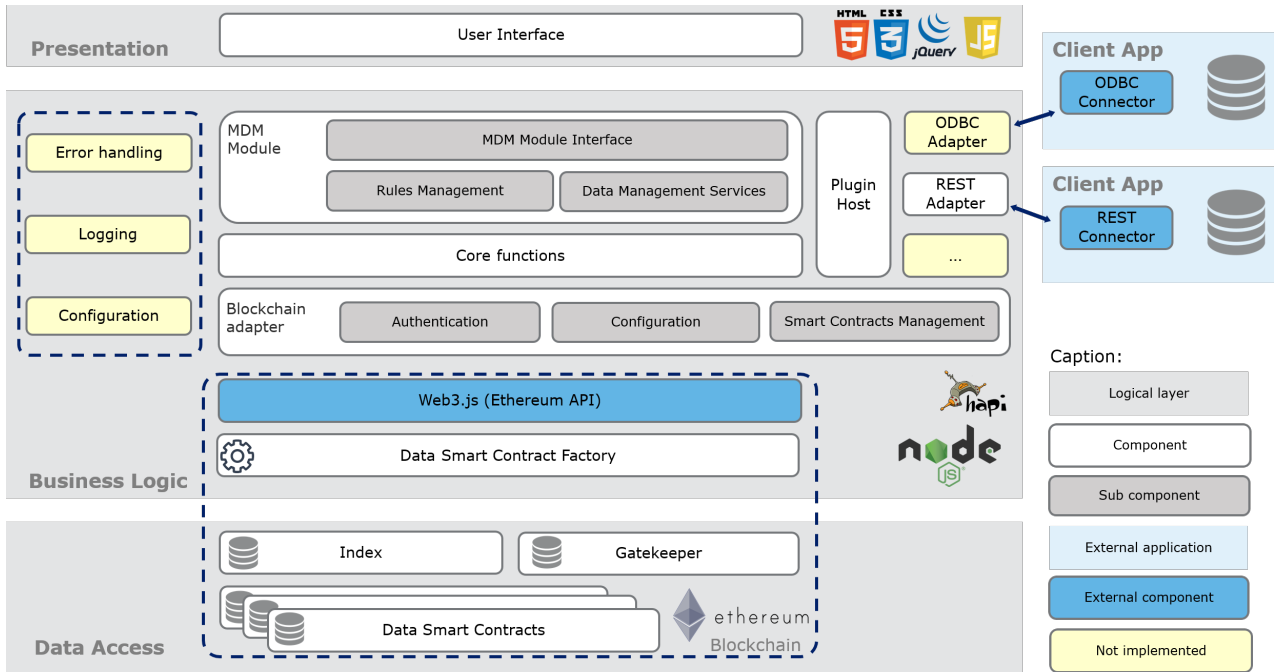 Presentation
User Interface
HTML
5
CSS
3
jQuery
JS
Client App
ODBC
Connector
Client App
REST
Connector
Error handling
Logging
Configuration
MDM
Module
MDM Module Interface
Rules Management
Data Management Services
Core functions
Plugin
Host
ODBC
Adapter
REST
Adapter
...
Blockchain
adapter
Authentication
Configuration
Smart Contracts Management
Web3.js (Ethereum API)
Data Smart Contract Factory
hapi
node
JS
Business Logic
Index
Gatekeeper
Data Smart Contracts
ethereum
Blockchain
Data Access
Caption:
Logical layer
Component
Sub component
External application
External component
Not implemented